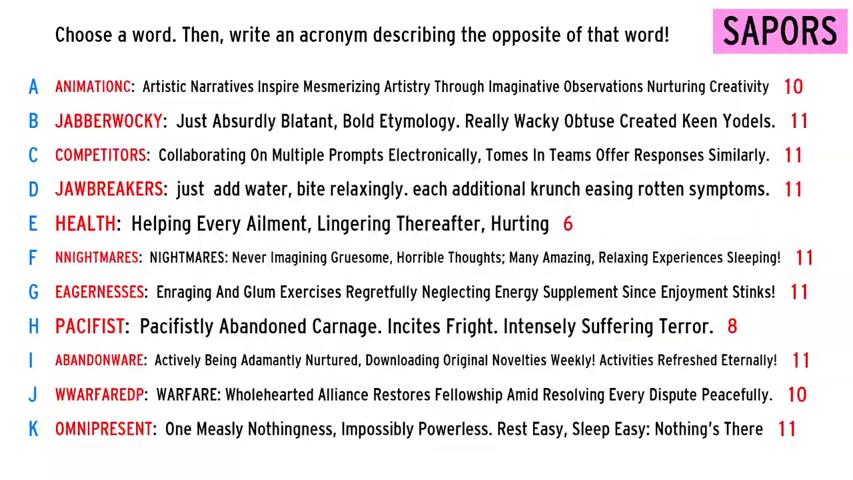 Choose a word. Then, write an acronym describing the opposite of that word!
SAPORS
A ANIMATIONC: Artistic Narratives Inspire Mesmerizing Artistry Through Imaginative Observations Nurturing Creativity 10
B JABBERWOCKY: Just Absurdly Blatant, Bold Etymology. Really Wacky Obtuse Created Keen Yodels. 11
C COMPETITORS: Collaborating On Multiple Prompts Electronically, Tomes In Teams Offer Responses Similarly. 11
D JAWBREAKERS: just add water, bite relaxingly. each additional krunch easing rotten symptoms. 11
E HEALTH: Helping Every Ailment, Lingering Thereafter, Hurting 6
F NNIGHTMARES: NIGHTMARES: Never Imagining Gruesome, Horrible Thoughts; Many Amazing, Relaxing Experiences Sleeping! 11
G EAGERNESSES: Enraging And Glum Exercises Regretfully Neglecting Energy Supplement Since Enjoyment Stinks! 11
H PACIFIST: Pacifistly Abandoned Carnage. Incites Fright. Intensely Suffering Terror. 8
I ABANDONWARE: Actively Being Adamantly Nurtured, Downloading Original Novelties Weekly! Activities Refreshed Eternally! 11
J WWARFAREDP: WARFARE: Wholehearted Alliance Restores Fellowship Amid Resolving Every Dispute Peacefully. 10
K OMNIPRESENT: One Measly Nothingness, Impossibly Powerless. Rest Easy, Sleep Easy: Nothing's There 11